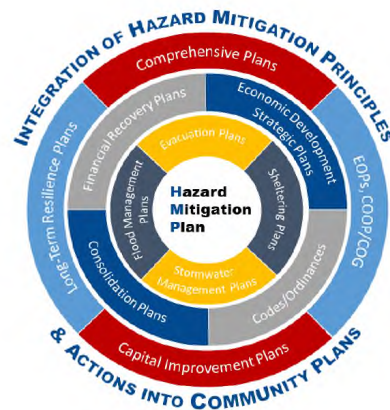 INTEGRATION OF HAZARD MITIGATION PRINCIPLES
Comprehensive Plans
Financial Recovery Plans
Economic Development
Strategic Plans
Evacuation Plans
Long-Term Resilience Plans
Flood Management
Plans
Hazard
Mitigation
Plan
Sheltering Plans
EOPs, COOP/COG
Stormwater
Management Plans
Consolidation Plans
Codes/Ordinances
Capital Improvement Plans
& ACTIONS INTO COMMUNITY PLANS